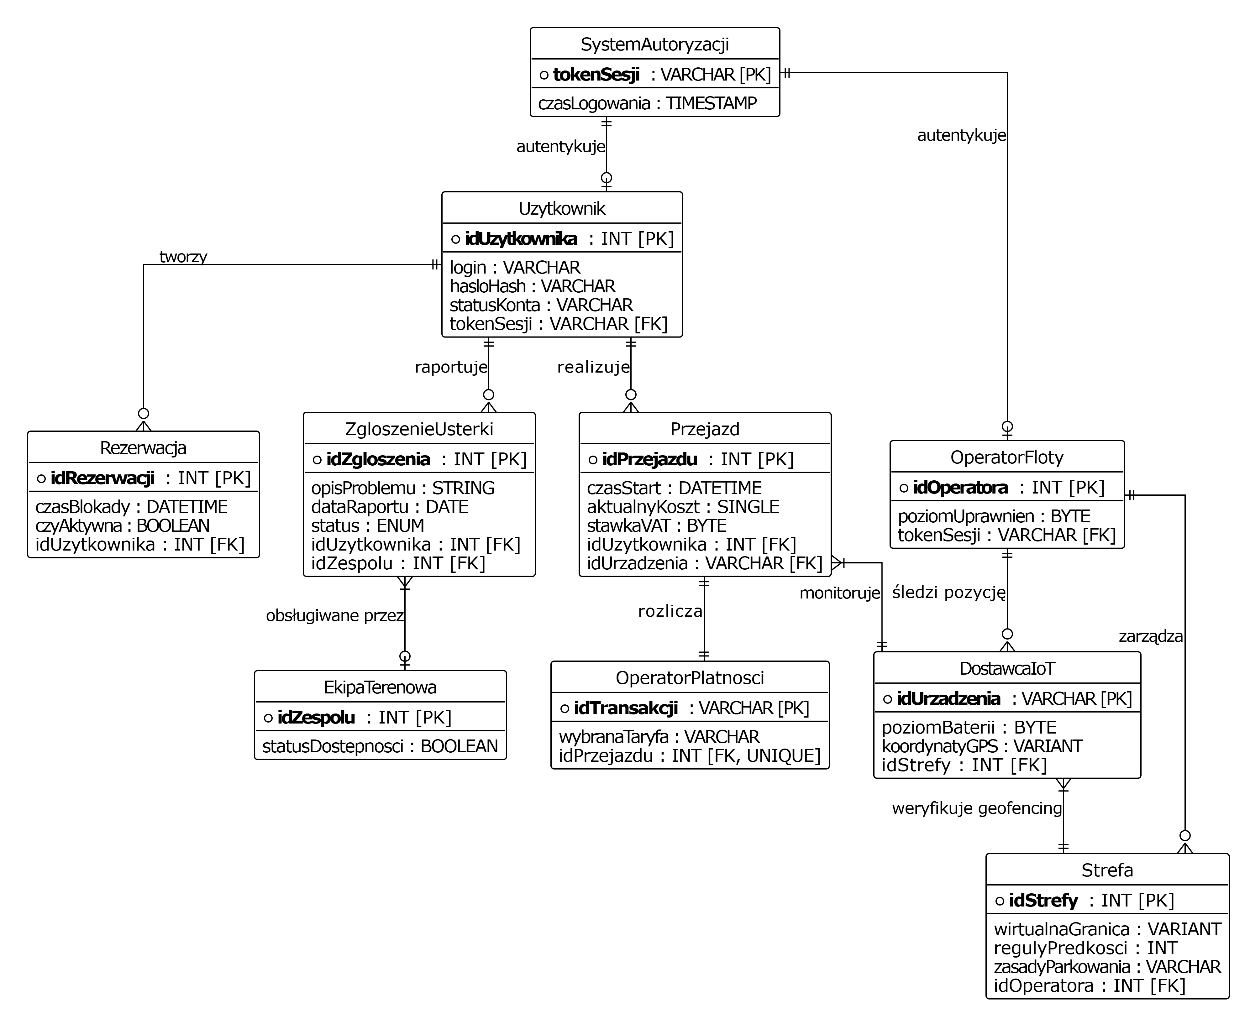 SystemAutoryzacji
tokenSesji : VARCHAR [PK]
czasLogowania : TIMESTAMP
autentykuje
autentykuje
Uzytkownik
idUzytkownika : INT [PK]
login : VARCHAR
hasloHash : VARCHAR
statusKonta : VARCHAR
tokenSesji : VARCHAR [FK]
tworzy
raportuje
realizuje
Rezerwacja
idRezerwacji : INT [PK]
czasBlokady : DATETIME
czyAktywna : BOOLEAN
idUzytkownika : INT [FK]
ZgloszenieUsterki
idZgloszenia : INT [PK]
opisProblemu : STRING
dataRaportu : DATE
status : ENUM
idUzytkownika : INT [FK]
idZespolu : INT [FK]
Przejazd
idPrzejazdu : INT [PK]
czasStart : DATETIME
aktualnyKoszt : SINGLE
stawkaVAT : BYTE
idUzytkownika : INT [FK]
idUrzadzenia : VARCHAR [FK]
OperatorFloty
idOperatora : INT [PK]
poziomUprawnien : BYTE
tokenSesji : VARCHAR [FK]
obsługiwane przez
rozlicza
monitoruje
śledzi pozycję
zarządza
EkipaTerenowa
idZespolu : INT [PK]
statusDostepnosci : BOOLEAN
OperatorPlatnosci
idTransakcji : VARCHAR [PK]
wybranaTaryfa : VARCHAR
idPrzejazdu : INT [FK, UNIQUE]
DostawcaIoT
idUrzadzenia : VARCHAR [PK]
poziomBaterii : BYTE
koordynatyGPS : VARIANT
idStrefy : INT [FK]
weryfikuje geofencing
Strefa
idStrefy : INT [PK]
wirtualnaGranica : VARIANT
regulyPredkosci : INT
zasadyParkowania : VARCHAR
idOperatora : INT [FK]